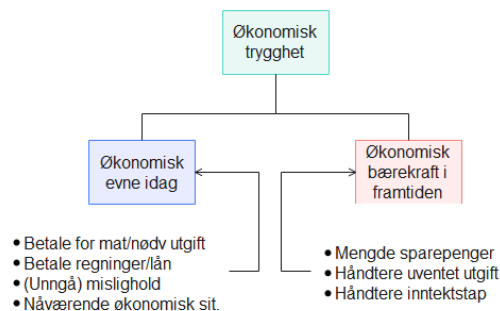 Økonomisk
trygghet
Økonomisk
evne idag
Økonomisk
bærekraft i
framtiden
• Betale for mat/nødv utgift
• Betale regninger/lån
• (Unngå) mislighold
• Nåværende økonomisk sit.
• Mengde sparepenger
• Håndtere uventet utgift
• Håndtere inntektstap